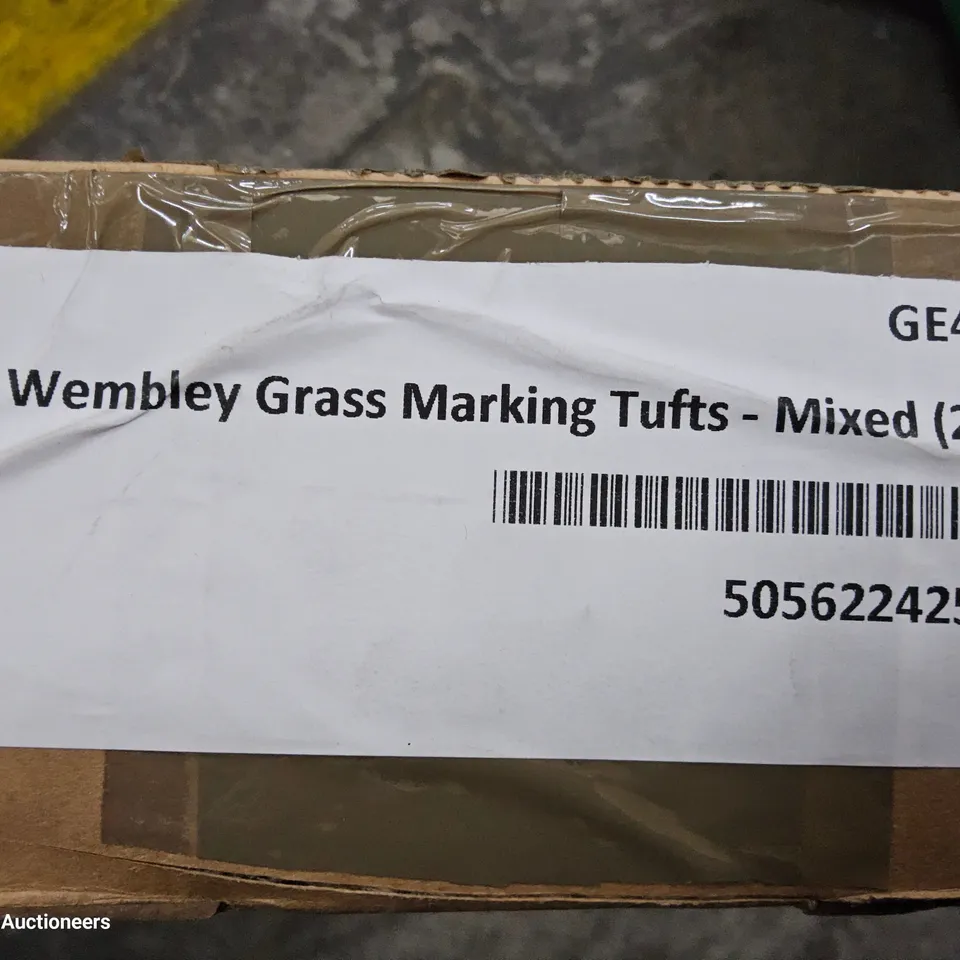 GE4
Wembley Grass Marking Tufts - Mixed (2
505622425
Auctioneers